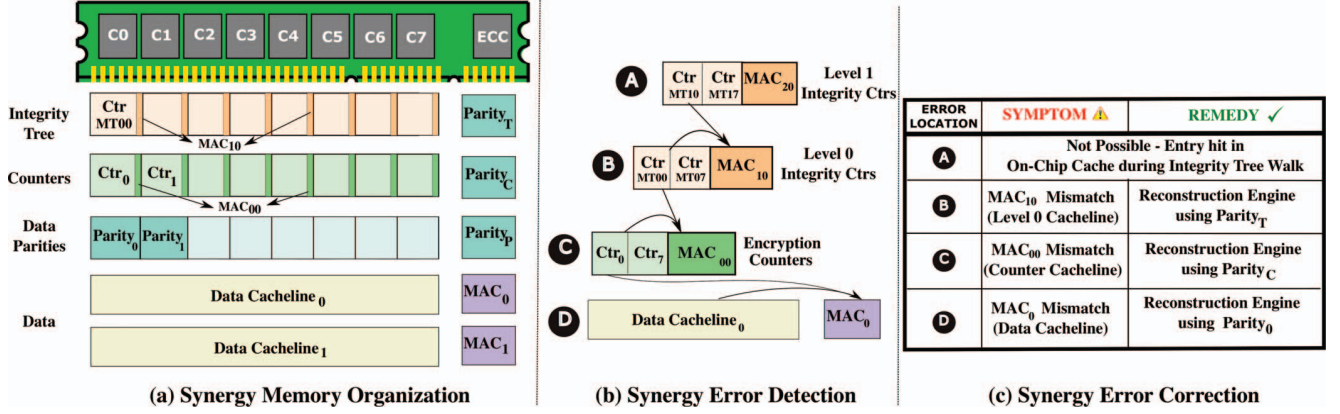 C0 C1 C2 C3 C4 C5 C6 C7 ECC
Integrity Tree
Ctr MT00
MAC10
ParityT
Counters
Ctr0 Ctr1
MAC00
ParityC
Data Parities
Parity0 Parity1
ParityP
Data
Data Cacheline0
MAC0
Data Cacheline1
MAC1
(a) Synergy Memory Organization
A
Ctr MT10
Ctr MT17
MAC20
Level 1
Integrity Ctrs
B
Ctr MT00
Ctr MT07
MAC10
Level 0
Integrity Ctrs
C
Ctr0 Ctr7 MAC00
Encryption
Counters
D
Data Cacheline0
MAC0
(b) Synergy Error Detection
ERROR LOCATION
SYMPTOM
REMEDY ✓
A
Not Possible - Entry hit in
On-Chip Cache during Integrity Tree Walk
B
MAC10 Mismatch
(Level 0 Cacheline)
Reconstruction Engine
using ParityT
C
MAC00 Mismatch
(Counter Cacheline)
Reconstruction Engine
using ParityC
D
MAC0 Mismatch
(Data Cacheline)
Reconstruction Engine
using Parity0
(c) Synergy Error Correction